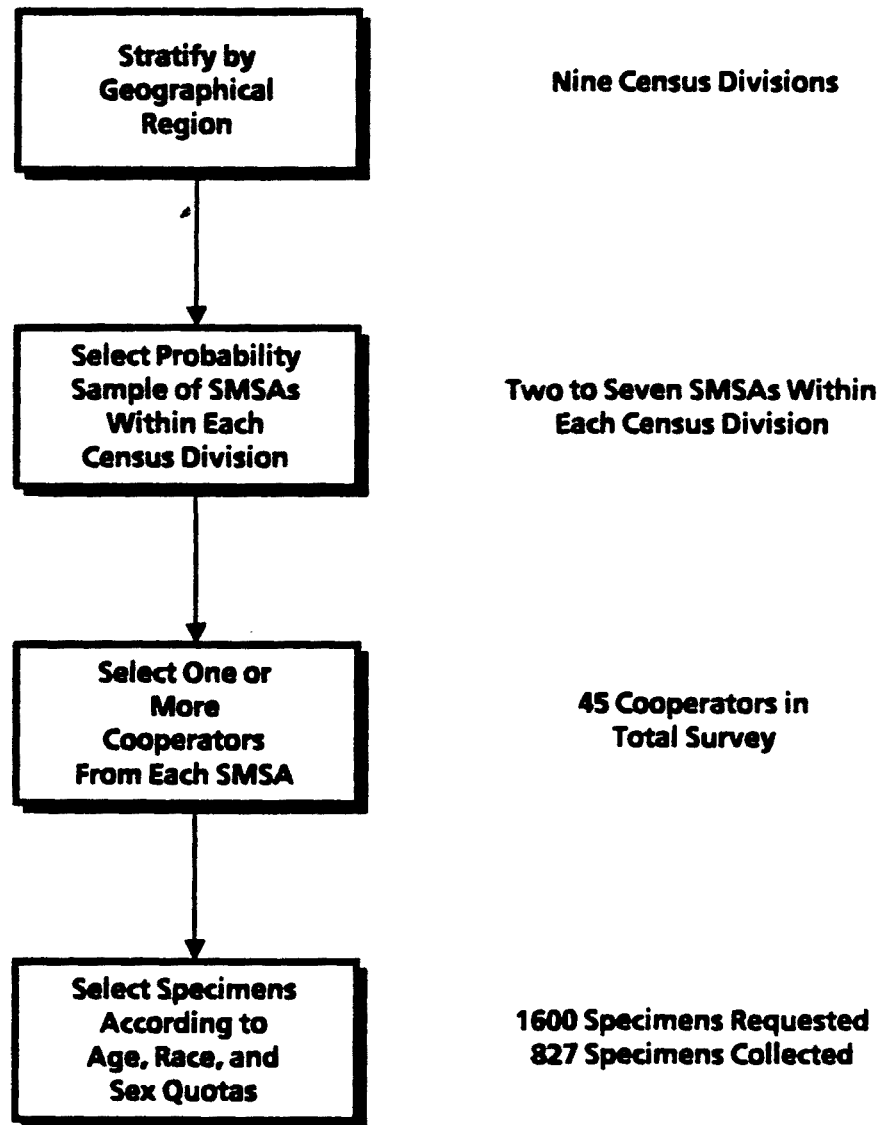 Stratify by
Geographical
Region
Nine Census Divisions
Select Probability
Sample of SMSAs
Within Each
Census Division
Two to Seven SMSAs Within
Each Census Division
Select One or
More
Cooperators
From Each SMSA
45 Cooperators in
Total Survey
Select Specimens
According to
Age, Race, and
Sex Quotas
1600 Specimens Requested
827 Specimens Collected